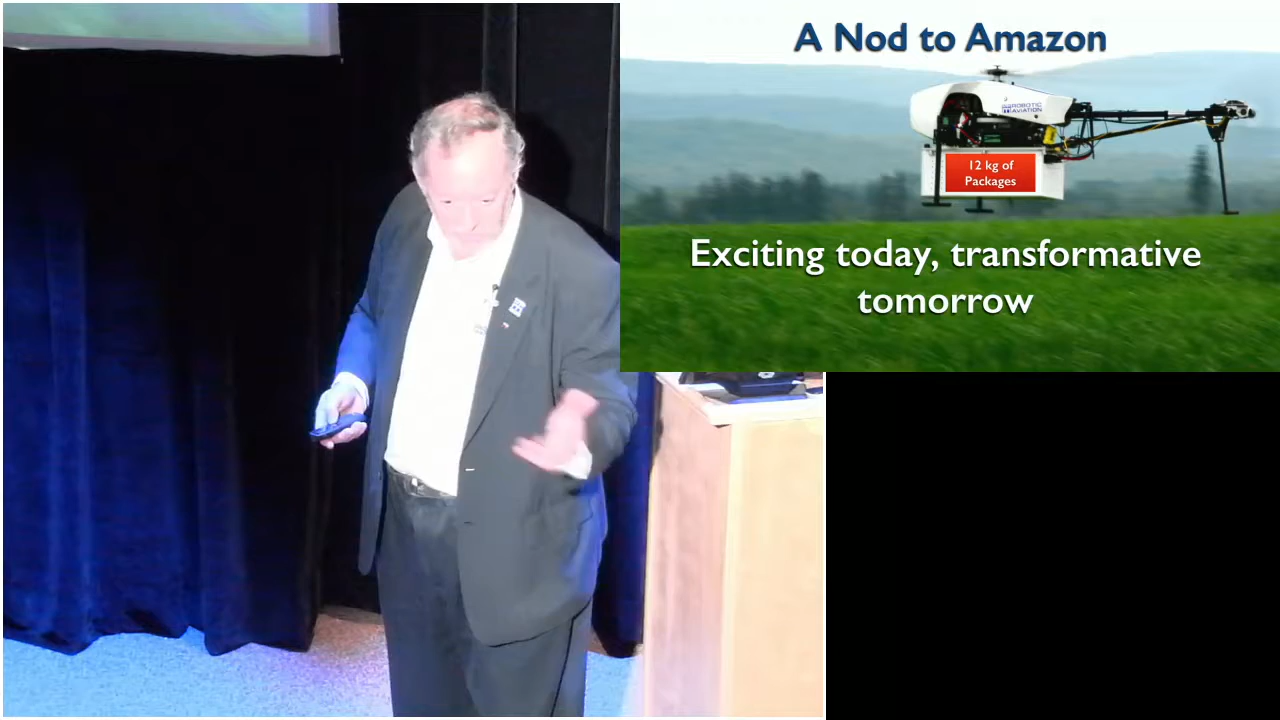 A Nod to Amazon
ROBOTIC
AVIATION
12 kg of
Packages
Exciting today, transformative
tomorrow